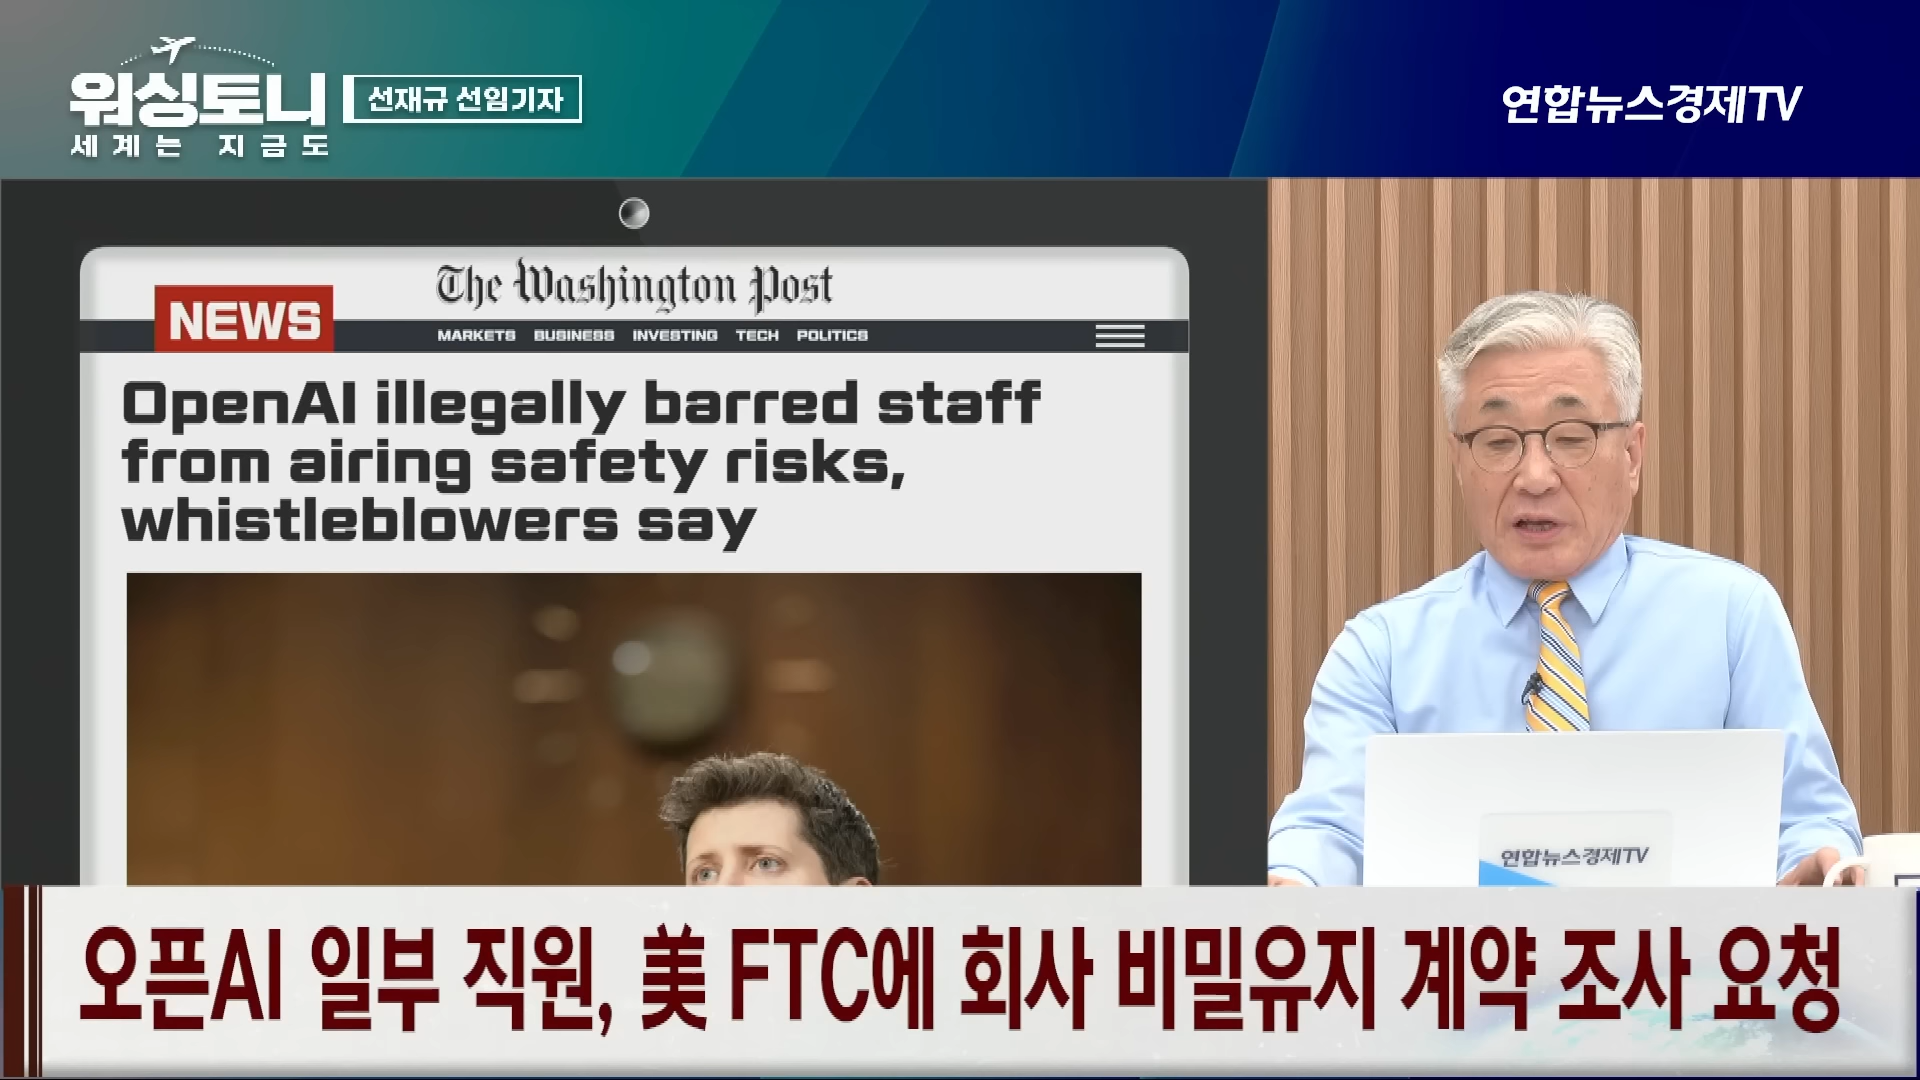 워싱토니
세계는 지금도
선재규 선임기자
연합뉴스경제TV
The Washington Post
NEWS
MARKETS BUSINESS INVESTING TECH POLITICS
OpenAI illegally barred staff
from airing safety risks,
whistleblowers say
연합뉴스경제TV
오픈AI 일부 직원, 美 FTC에 회사 비밀유지 계약 조사 요청